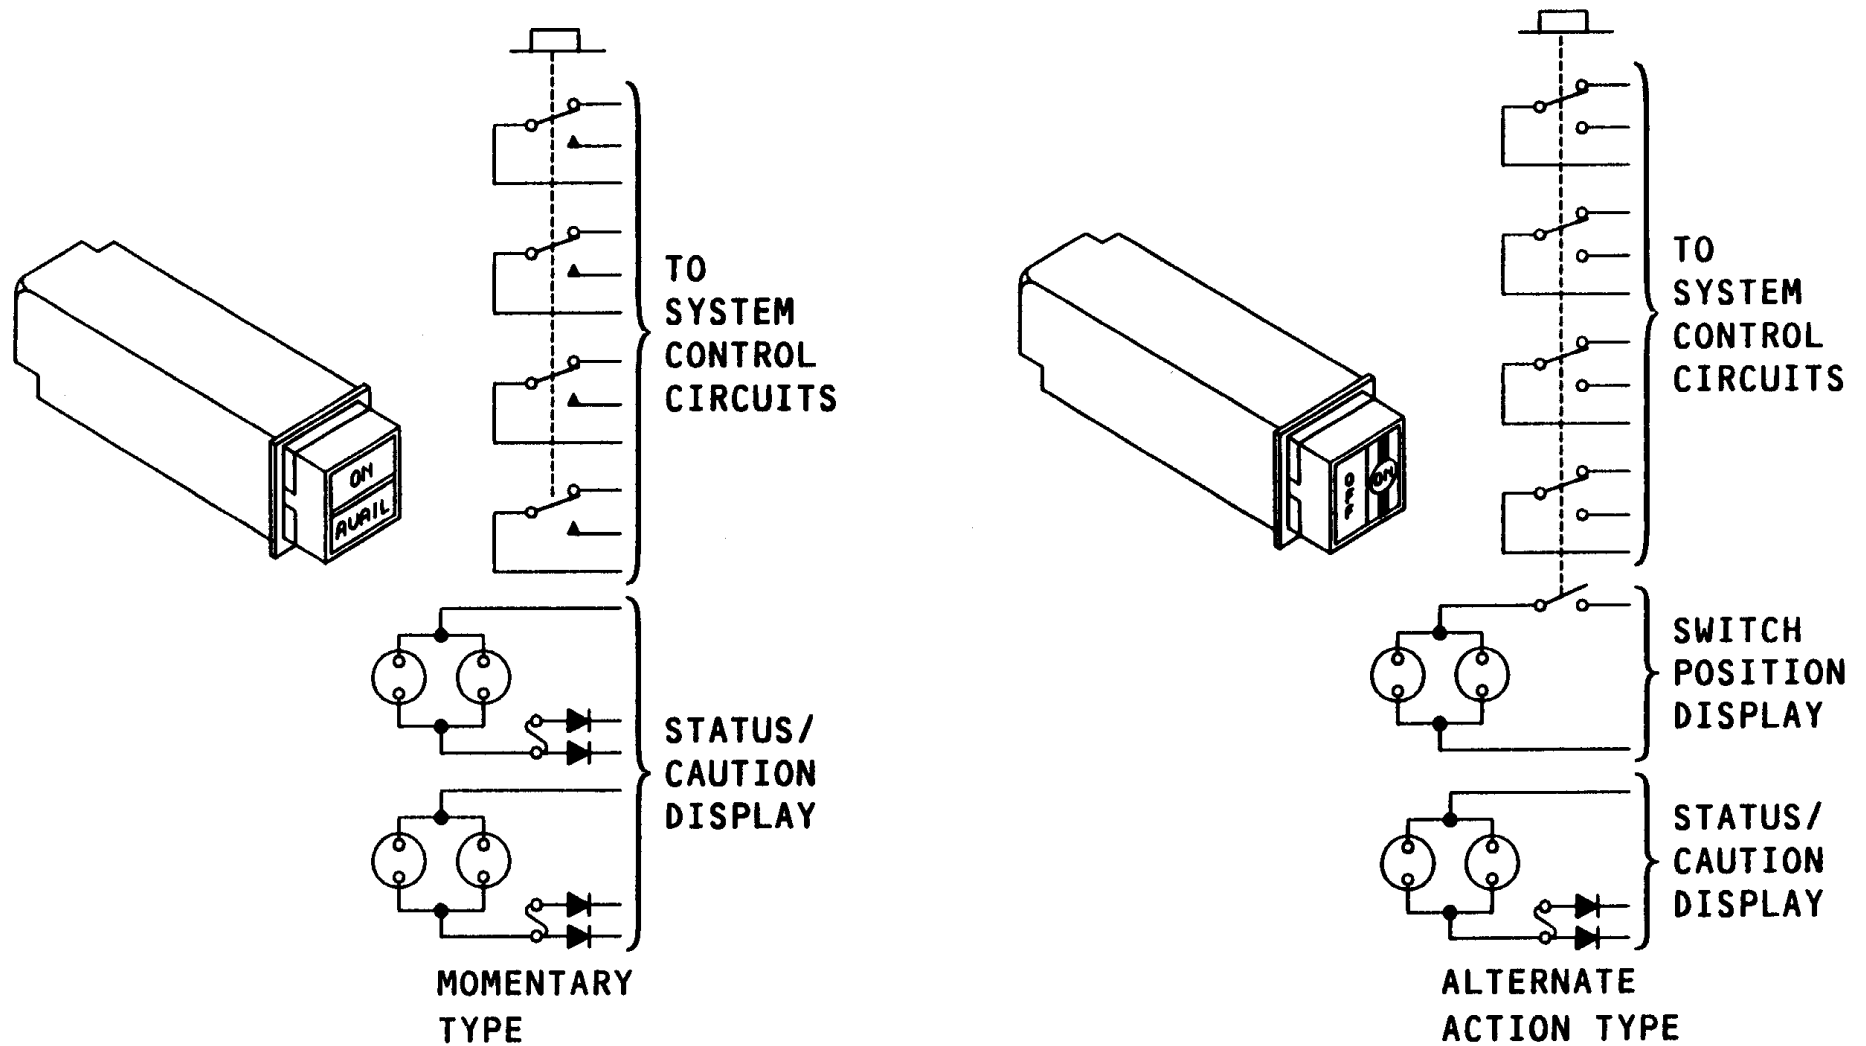 TO
SYSTEM
CONTROL
CIRCUITS
ON
AVAIL
STATUS/
CAUTION
DISPLAY
MOMENTARY
TYPE
TO
SYSTEM
CONTROL
CIRCUITS
OFF
ON
SWITCH
POSITION
DISPLAY
STATUS/
CAUTION
DISPLAY
ALTERNATE
ACTION TYPE